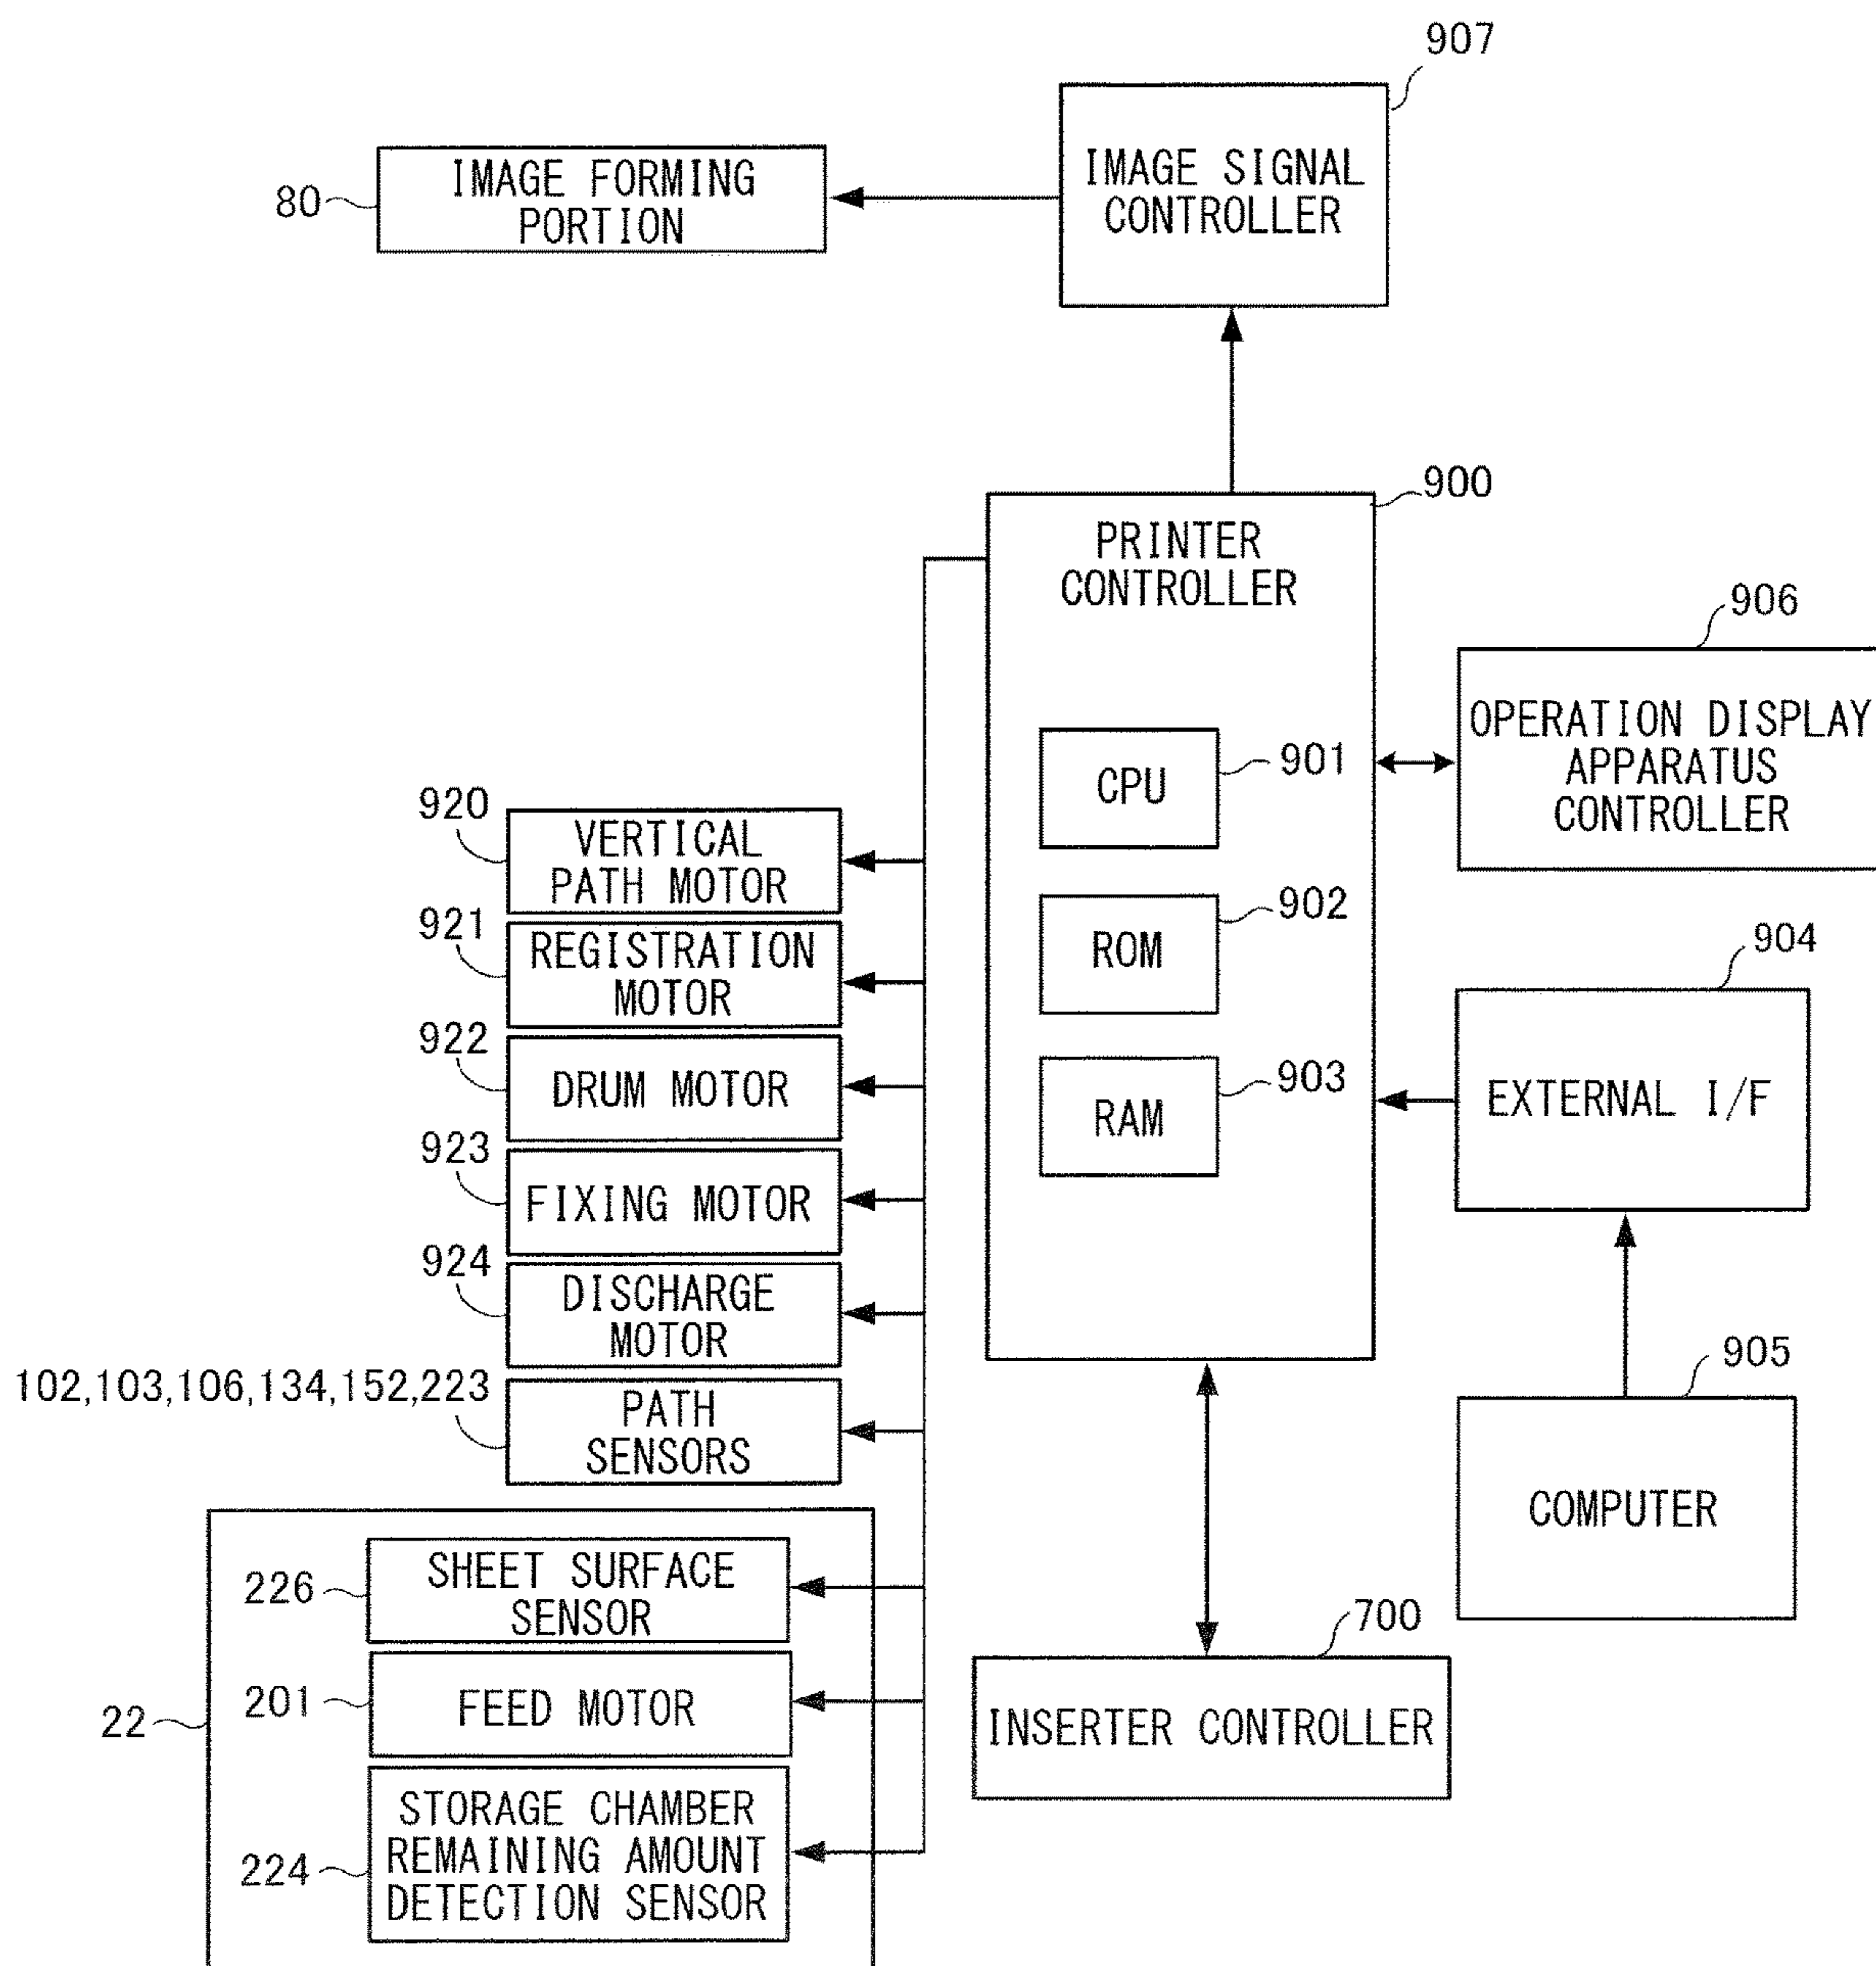 907
IMAGE SIGNAL
CONTROLLER
80
IMAGE FORMING
PORTION
900
PRINTER
CONTROLLER
906
OPERATION DISPLAY
APPARATUS
CONTROLLER
CPU
901
920
VERTICAL
PATH MOTOR
ROM
902
921
REGISTRATION
MOTOR
904
EXTERNAL I/F
922
DRUM MOTOR
RAM
903
923
FIXING MOTOR
924
DISCHARGE
MOTOR
905
COMPUTER
102,103,106,134,152,223
PATH
SENSORS
226
SHEET SURFACE
SENSOR
700
INSERTER CONTROLLER
22
201
FEED MOTOR
224
STORAGE CHAMBER
REMAINING AMOUNT
DETECTION SENSOR